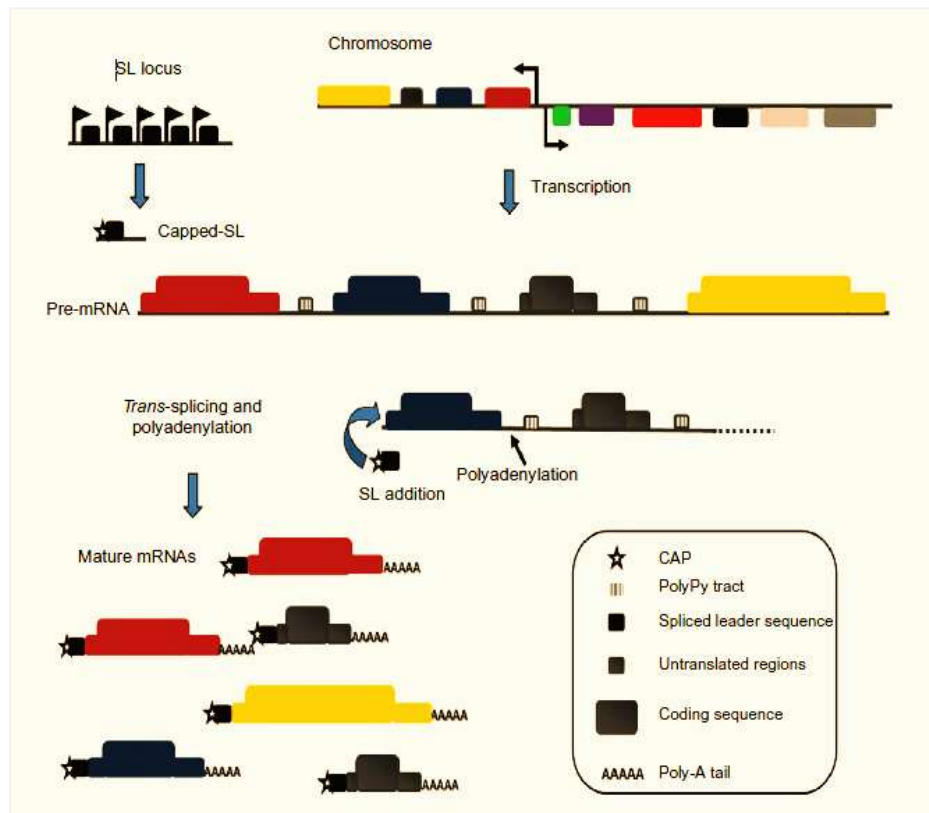 SL locus
Chromosome
Transcription
Capped-SL
Pre-mRNA
Trans-splicing and
polyadenylation
Polyadenylation
SL addition
Mature mRNAs
AAAAA
AAAAA
AAAAA
AAAAA
AAAAA
AAAAA
CAP
PolyPy tract
Spliced leader sequence
Untranslated regions
Coding sequence
AAAAA Poly-A tail